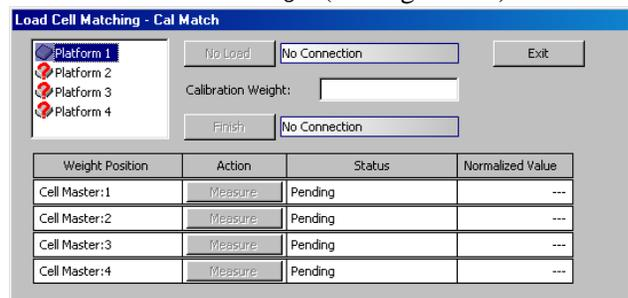 Load Cell Matching - Cal Match
Platform 1
Platform 2
Platform 3
Platform 4
No Load No Connection Exit
Calibration Weight:
Finish No Connection
Weight Position Action Status Normalized Value
Cell Master:1 Measure Pending ---
Cell Master:2 Measure Pending ---
Cell Master:3 Measure Pending ---
Cell Master:4 Measure Pending ---